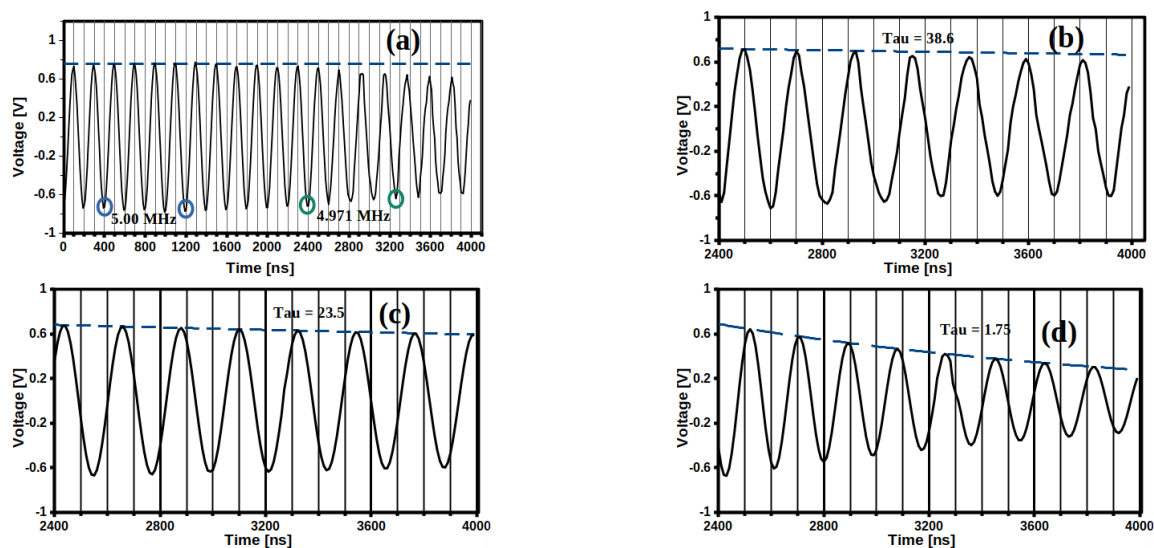 (a)
1
0.6
0.2
-0.2
-0.6
-1
Voltage [V]
5.00 MHz
4.971 MHz
0 400 800 1200 1600 2000 2400 2800 3200 3600 4000
Time [ns]
(b)
Tau = 38.6
1
0.6
0.2
-0.2
-0.6
-1
Voltage [V]
2400 2800 3200 3600 4000
Time [ns]
(c)
Tau = 23.5
1
0.6
0.2
-0.2
-0.6
-1
Voltage [V]
2400 2800 3200 3600 4000
Time [ns]
(d)
Tau = 1.75
1
0.6
0.2
-0.2
-0.6
-1
Voltage [V]
2400 2800 3200 3600 4000
Time [ns]